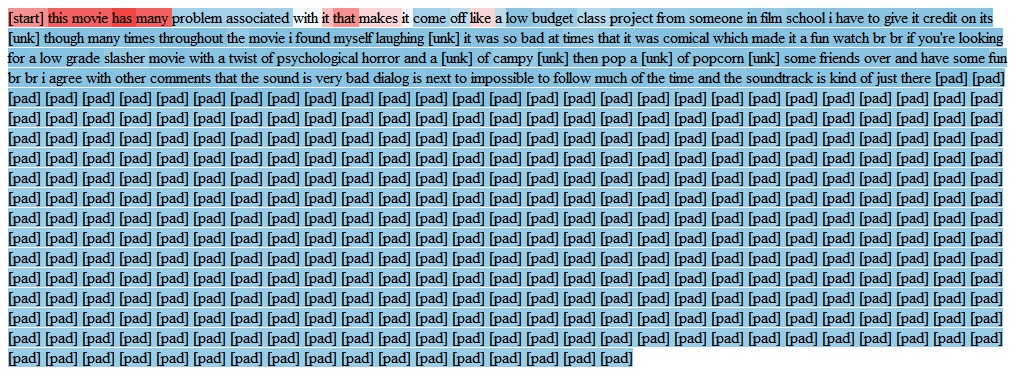 [start] this movie has many problem associated with it that makes it come off like a low budget class project from someone in film school i have to give it credit on its
[unk] though many times throughout the movie i found myself laughing [unk] it was so bad at times that it was comical which made it a fun watch br br if you're looking
for a low grade slasher movie with a twist of psychological horror and a [unk] of campy [unk] then pop a [unk] of popcorn [unk] some friends over and have some fun
br br i agree with other comments that the sound is very bad dialog is next to impossible to follow much of the time and the soundtrack is kind of just there [pad] [pad]
[pad] [pad] [pad] [pad] [pad] [pad] [pad] [pad] [pad] [pad] [pad] [pad] [pad] [pad] [pad] [pad] [pad] [pad] [pad] [pad] [pad] [pad] [pad] [pad] [pad] [pad] [pad]
[pad] [pad] [pad] [pad] [pad] [pad] [pad] [pad] [pad] [pad] [pad] [pad] [pad] [pad] [pad] [pad] [pad] [pad] [pad] [pad] [pad] [pad] [pad] [pad] [pad] [pad] [pad]
[pad] [pad] [pad] [pad] [pad] [pad] [pad] [pad] [pad] [pad] [pad] [pad] [pad] [pad] [pad] [pad] [pad] [pad] [pad] [pad] [pad] [pad] [pad] [pad] [pad] [pad] [pad]
[pad] [pad] [pad] [pad] [pad] [pad] [pad] [pad] [pad] [pad] [pad] [pad] [pad] [pad] [pad] [pad] [pad] [pad] [pad] [pad] [pad] [pad] [pad] [pad] [pad] [pad] [pad]
[pad] [pad] [pad] [pad] [pad] [pad] [pad] [pad] [pad] [pad] [pad] [pad] [pad] [pad] [pad] [pad] [pad] [pad] [pad] [pad] [pad] [pad] [pad] [pad] [pad] [pad] [pad]
[pad] [pad] [pad] [pad] [pad] [pad] [pad] [pad] [pad] [pad] [pad] [pad] [pad] [pad] [pad] [pad] [pad] [pad] [pad] [pad] [pad] [pad] [pad] [pad] [pad] [pad] [pad]
[pad] [pad] [pad] [pad] [pad] [pad] [pad] [pad] [pad] [pad] [pad] [pad] [pad] [pad] [pad] [pad] [pad] [pad] [pad] [pad] [pad] [pad] [pad] [pad] [pad] [pad] [pad]
[pad] [pad] [pad] [pad] [pad] [pad] [pad] [pad] [pad] [pad] [pad] [pad] [pad] [pad] [pad] [pad] [pad] [pad] [pad] [pad] [pad] [pad] [pad] [pad] [pad] [pad] [pad]
[pad] [pad] [pad] [pad] [pad] [pad] [pad] [pad] [pad] [pad] [pad] [pad] [pad] [pad] [pad] [pad] [pad] [pad] [pad] [pad] [pad] [pad] [pad] [pad] [pad] [pad] [pad]
[pad] [pad] [pad] [pad] [pad] [pad] [pad] [pad] [pad] [pad] [pad] [pad] [pad] [pad] [pad] [pad] [pad] [pad] [pad] [pad] [pad] [pad] [pad] [pad] [pad] [pad] [pad]
[pad] [pad] [pad] [pad] [pad] [pad] [pad] [pad] [pad] [pad] [pad] [pad] [pad] [pad] [pad] [pad] [pad] [pad] [pad] [pad] [pad] [pad] [pad] [pad] [pad] [pad] [pad]
[pad] [pad] [pad] [pad] [pad] [pad] [pad] [pad] [pad] [pad] [pad] [pad] [pad] [pad] [pad] [pad] [pad] [pad] [pad] [pad] [pad] [pad] [pad] [pad] [pad] [pad] [pad]
[pad] [pad] [pad] [pad] [pad] [pad] [pad] [pad] [pad] [pad] [pad] [pad] [pad] [pad] [pad] [pad] [pad] [pad] [pad] [pad] [pad] [pad] [pad] [pad] [pad] [pad] [pad]
[pad] [pad] [pad] [pad] [pad] [pad] [pad] [pad] [pad] [pad] [pad] [pad] [pad] [pad] [pad] [pad] [pad]